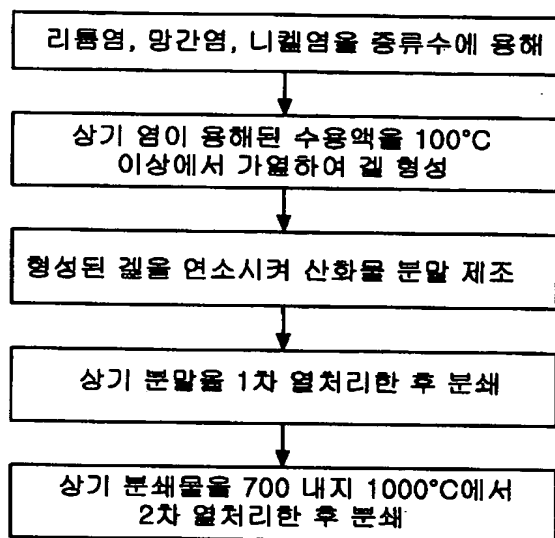 리튬염, 망간염, 니켈염을 증류수에 용해
상기 염이 용해된 수용액을 100°C
이상에서 가열하여 겔 형성
형성된 겔을 연소시켜 산화물 분말 제조
상기 분말을 1차 열처리한 후 분쇄
상기 분쇄물을 700 내지 1000°C에서
2차 열처리한 후 분쇄